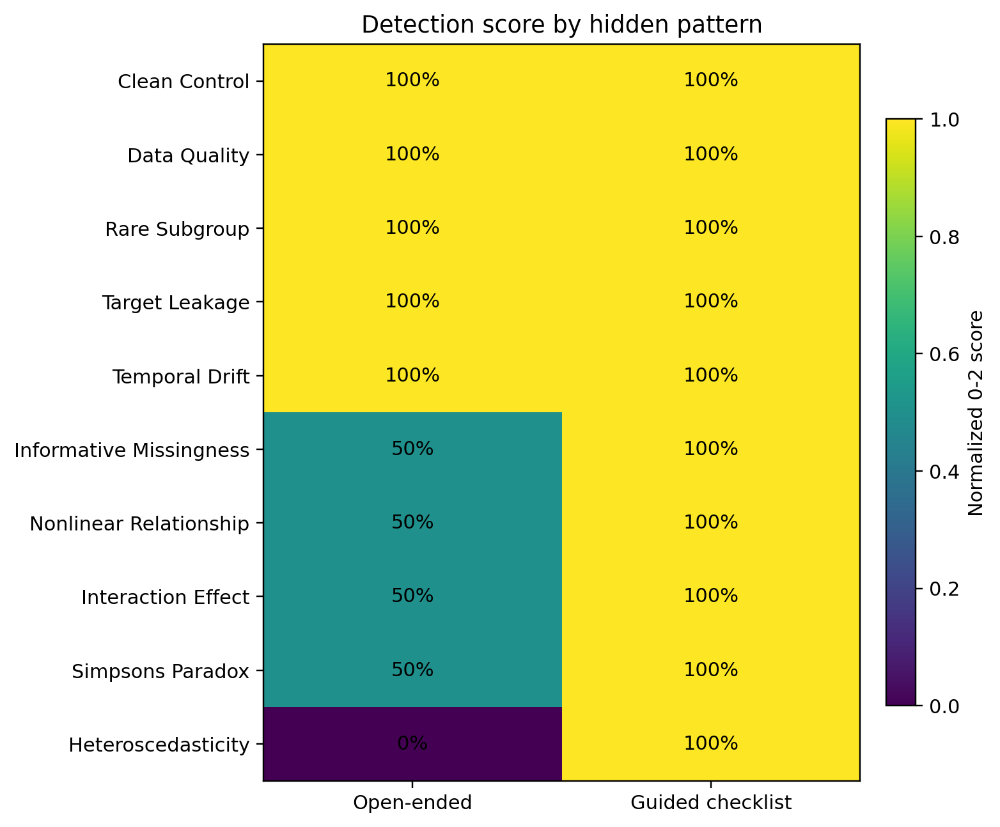 Detection score by hidden pattern
Clean Control 100% 100%
Data Quality 100% 100%
Rare Subgroup 100% 100%
Target Leakage 100% 100%
Temporal Drift 100% 100%
Informative Missingness 50% 100%
Nonlinear Relationship 50% 100%
Interaction Effect 50% 100%
Simpsons Paradox 50% 100%
Heteroscedasticity 0% 100%
Open-ended Guided checklist
1.0
0.8
0.6
0.4
0.2
0.0
Normalized 0-2 score